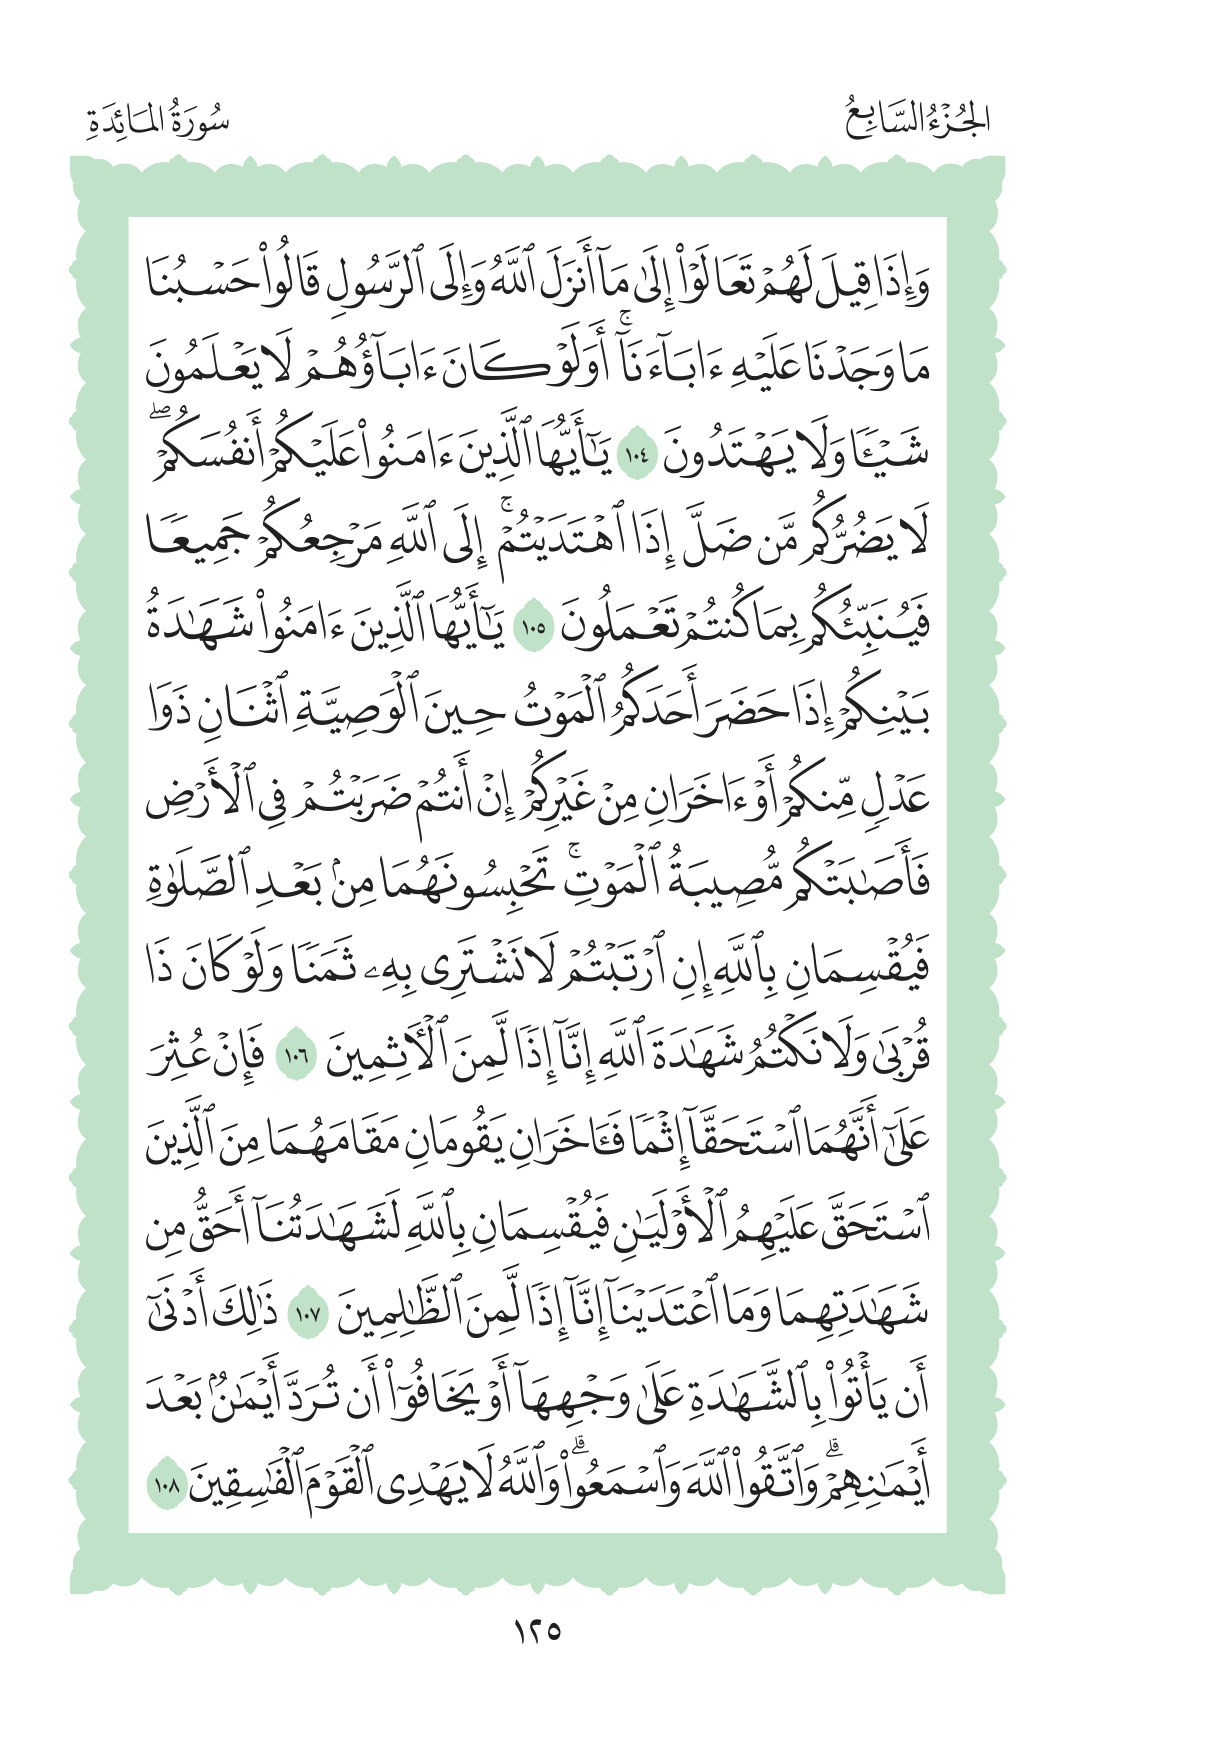 الجُزْءُ السَّابِعُ
سُورَةُ المَائِدَةِ
وَإِذَا قِيلَ لَهُمْ تَعَالَوْا۟ إِلَىٰ مَآ أَنزَلَ ٱللَّهُ وَإِلَى ٱلرَّسُولِ قَالُوا۟ حَسْبُنَا
مَا وَجَدْنَا عَلَيْهِ ءَابَآءَنَآ ۚ أَوَلَوْ كَانَ ءَابَآؤُهُمْ لَا يَعْلَمُونَ
شَيْـًٔا وَلَا يَهْتَدُونَ ١٠٤ يَـٰٓأَيُّهَا ٱلَّذِينَ ءَامَنُوا۟ عَلَيْكُمْ أَنفُسَكُمْ ۖ
لَا يَضُرُّكُم مَّن ضَلَّ إِذَا ٱهْتَدَيْتُمْ ۚ إِلَى ٱللَّهِ مَرْجِعُكُمْ جَمِيعًا
فَيُنَبِّئُكُم بِمَا كُنتُمْ تَعْمَلُونَ ١٠٥ يَـٰٓأَيُّهَا ٱلَّذِينَ ءَامَنُوا۟ شَهَـٰدَةُ
بَيْنِكُمْ إِذَا حَضَرَ أَحَدَكُمُ ٱلْمَوْتُ حِينَ ٱلْوَصِيَّةِ ٱثْنَانِ ذَوَا
عَدْلٍ مِّنكُمْ أَوْ ءَاخَرَانِ مِنْ غَيْرِكُمْ إِنْ أَنتُمْ ضَرَبْتُمْ فِى ٱلْأَرْضِ
فَأَصَـٰبَتْكُم مُّصِيبَةُ ٱلْمَوْتِ ۚ تَحْبِسُونَهُمَا مِنۢ بَعْدِ ٱلصَّلَوٰةِ
فَيُقْسِمَانِ بِٱللَّهِ إِنِ ٱرْتَبْتُمْ لَا نَشْتَرِى بِهِۦ ثَمَنًا وَلَوْ كَانَ ذَا
قُرْبَىٰ وَلَا نَكْتُمُ شَهَـٰدَةَ ٱللَّهِ إِنَّآ إِذًا لَّمِنَ ٱلْـَٔاثِمِينَ ١٠٦ فَإِنْ عُثِرَ
عَلَىٰٓ أَنَّهُمَا ٱسْتَحَقَّآ إِثْمًا فَـَٔاخَرَانِ يَقُومَانِ مَقَامَهُمَا مِنَ ٱلَّذِينَ
ٱسْتَحَقَّ عَلَيْهِمُ ٱلْأَوْلَيَـٰنِ فَيُقْسِمَانِ بِٱللَّهِ لَشَهَـٰدَتُنَآ أَحَقُّ مِن
شَهَـٰدَتِهِمَا وَمَا ٱعْتَدَيْنَآ إِنَّآ إِذًا لَّمِنَ ٱلظَّـٰلِمِينَ ١٠٧ ذَٰلِكَ أَدْنَىٰٓ
أَن يَأْتُوا۟ بِٱلشَّهَـٰدَةِ عَلَىٰ وَجْهِهَآ أَوْ يَخَافُوٓا۟ أَن تُرَدَّ أَيْمَـٰنٌۢ بَعْدَ
أَيْمَـٰنِهِمْ ۗ وَٱتَّقُوا۟ ٱللَّهَ وَٱسْمَعُوا۟ ۗ وَٱللَّهُ لَا يَهْدِى ٱلْقَوْمَ ٱلْفَـٰسِقِينَ ١٠٨
١٢٥